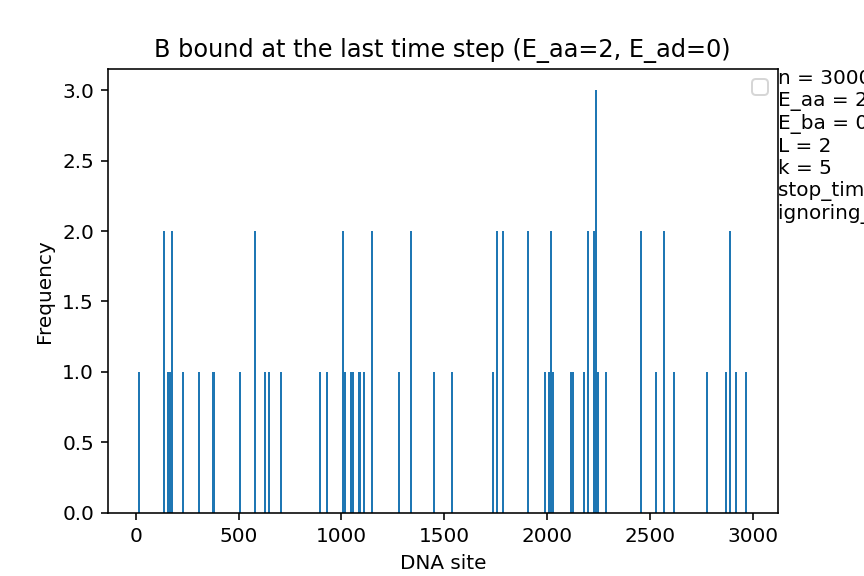 B bound at the last time step (E_aa=2, E_ad=0)
n = 3000
E_aa = 2
E_ba = 0
L = 2
k = 5
stop_tim
ignoring_
3.0
2.5
2.0
1.5
1.0
0.5
0.0
Frequency
0
500
1000
1500
2000
2500
3000
DNA site